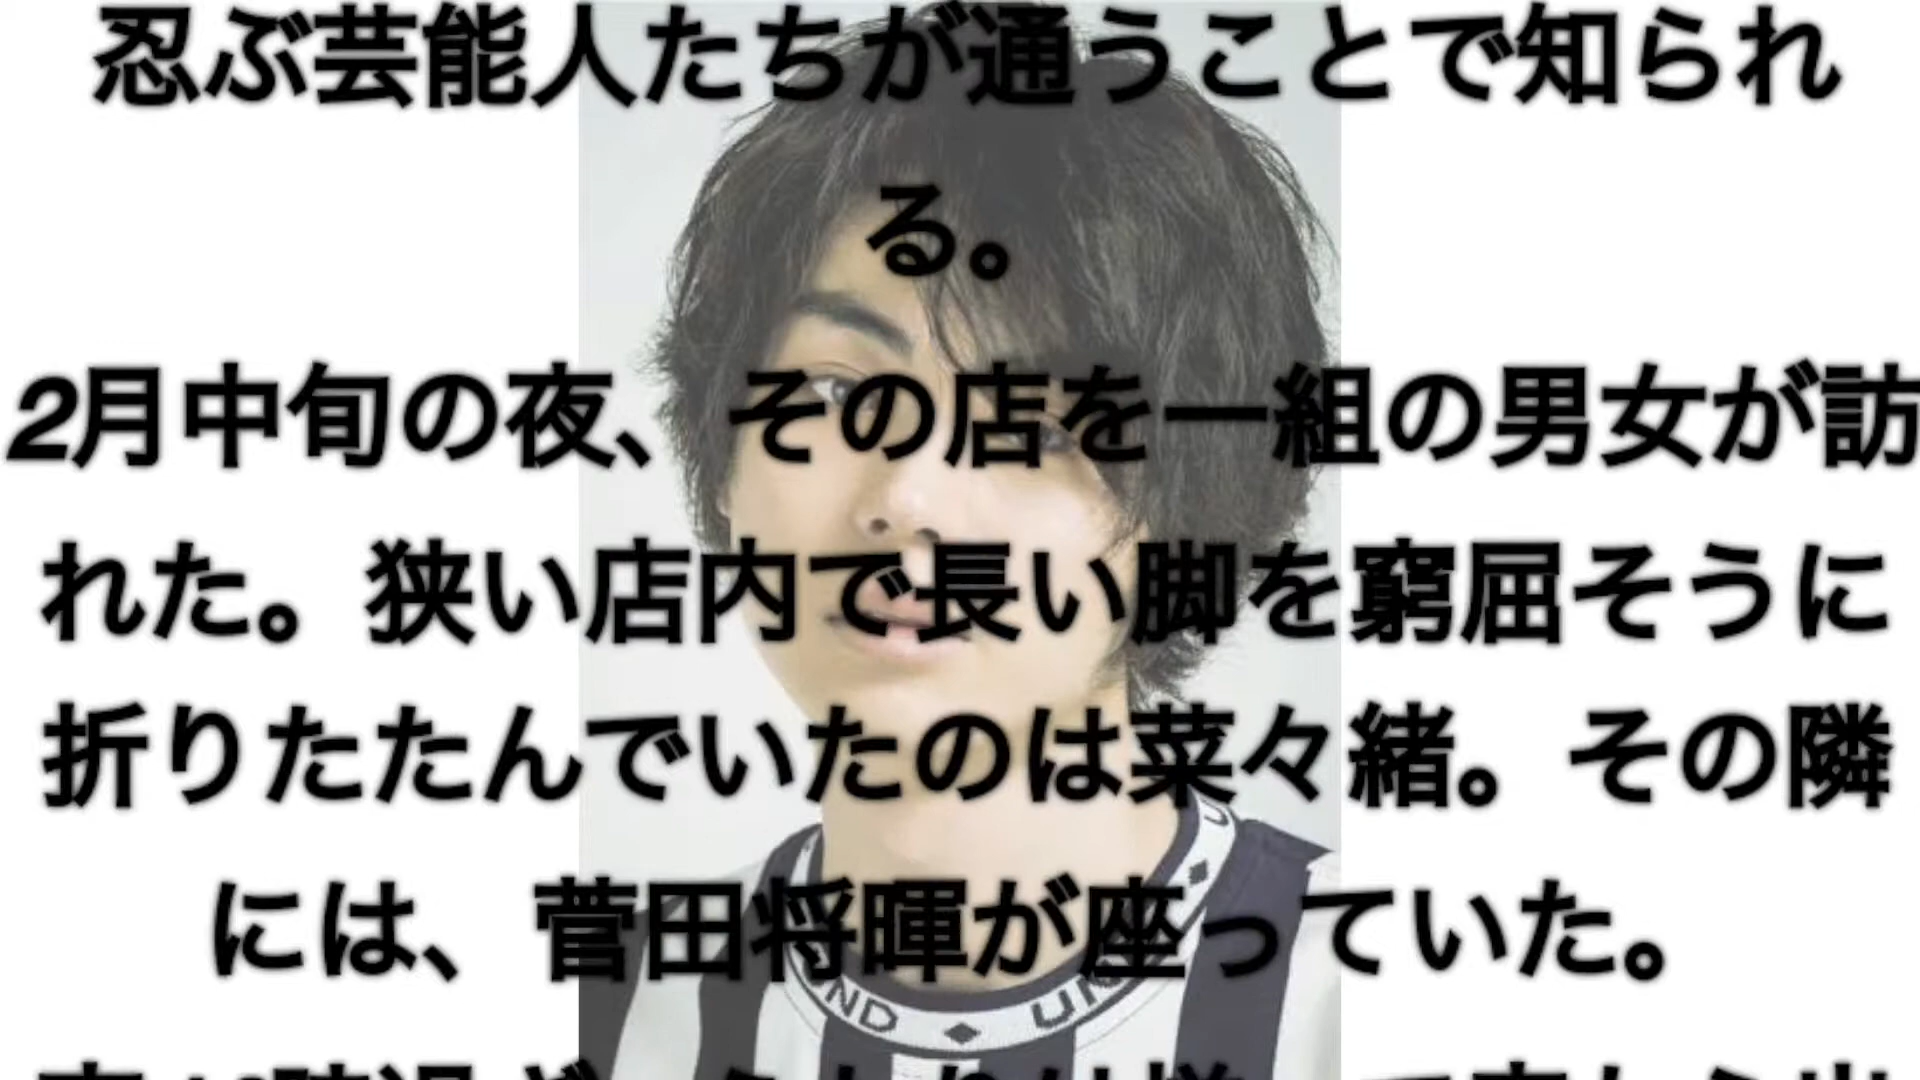 忍ぶ芸能人たちが通うことで知られ
る。
2月中旬の夜、その店を一組の男女が訪
れた。狭い店内で長い脚を窮屈そうに
折りたたんでいたのは菜々緒。その隣
には、菅田将暉が座っていた。
UND ◆ UN